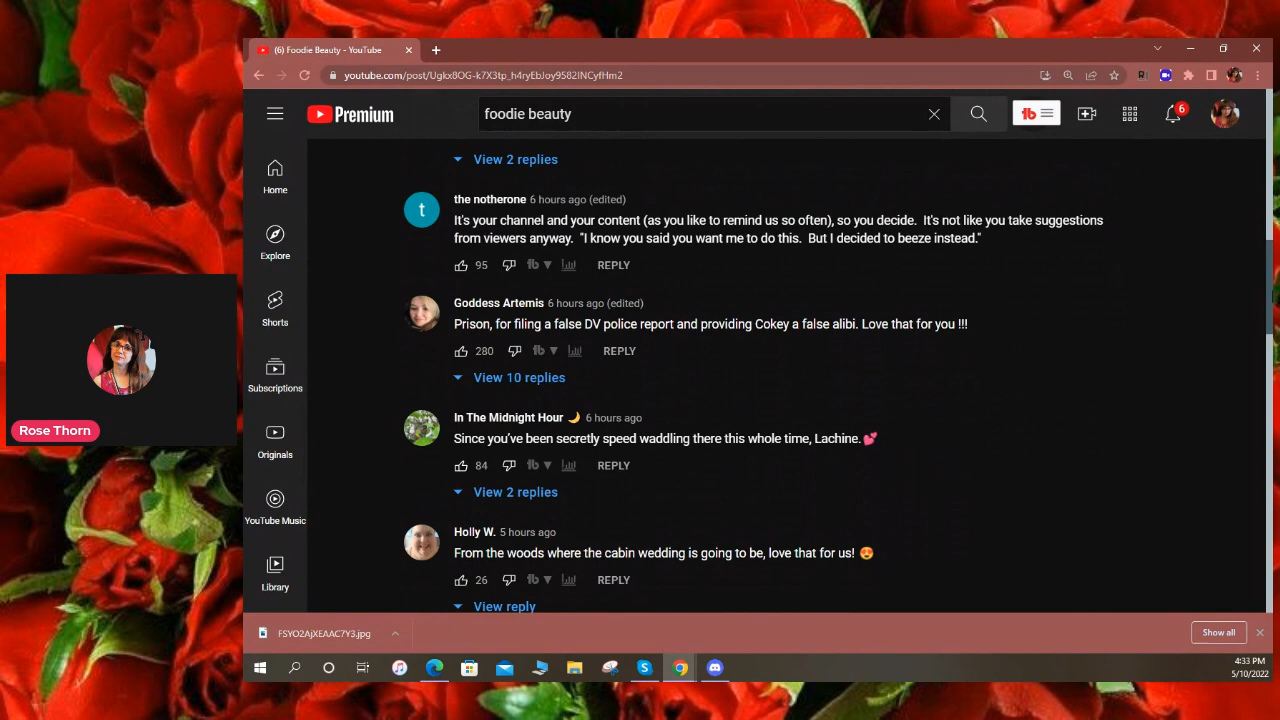 (6) Foodie Beauty - YouTube
youtube.com/post/Ugkx8OG-k7X3tp_h4ryEbJoy9582lNCyfHm2
Premium
foodie beauty
6
Home
Explore
Shorts
Subscriptions
Originals
YouTube Music
Library
View 2 replies
t
the notherone 6 hours ago (edited)
It's your channel and your content (as you like to remind us so often), so you decide. It's not like you take suggestions
from viewers anyway. "I know you said you want me to do this. But I decided to beeze instead."
95 REPLY
Goddess Artemis 6 hours ago (edited)
Prison, for filing a false DV police report and providing Cokey a false alibi. Love that for you !!!
280 REPLY
View 10 replies
In The Midnight Hour 🌙 6 hours ago
Since you've been secretly speed waddling there this whole time, Lachine.💕
84 REPLY
View 2 replies
Holly W. 5 hours ago
From the woods where the cabin wedding is going to be, love that for us! 😍
26 REPLY
View reply
Rose Thorn
FSYO2AjXEAAC7Y3.jpg
Show all
4:33 PM
5/10/2022